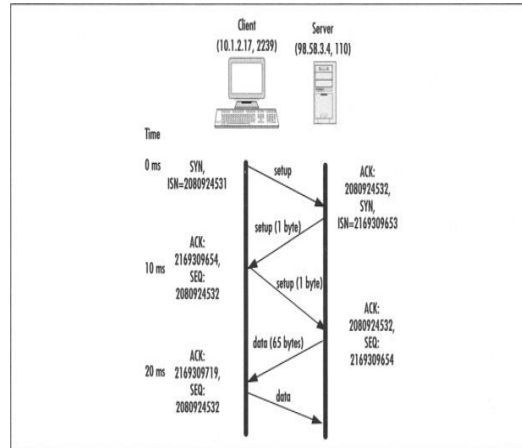 Client
(10.1.2.17, 2239)
Server
(98.58.3.4, 110)
Time
0 ms
SYN,
ISN=2080924531
setup
ACK:
2080924532,
SYN,
ISN=2169309653
setup (1 byte)
10 ms
ACK:
2169309654,
SEQ:
2080924532
setup (1 byte)
ACK:
2080924532,
SEQ:
2169309654
data (65 bytes)
20 ms
ACK:
2169309719,
SEQ:
2080924532
data